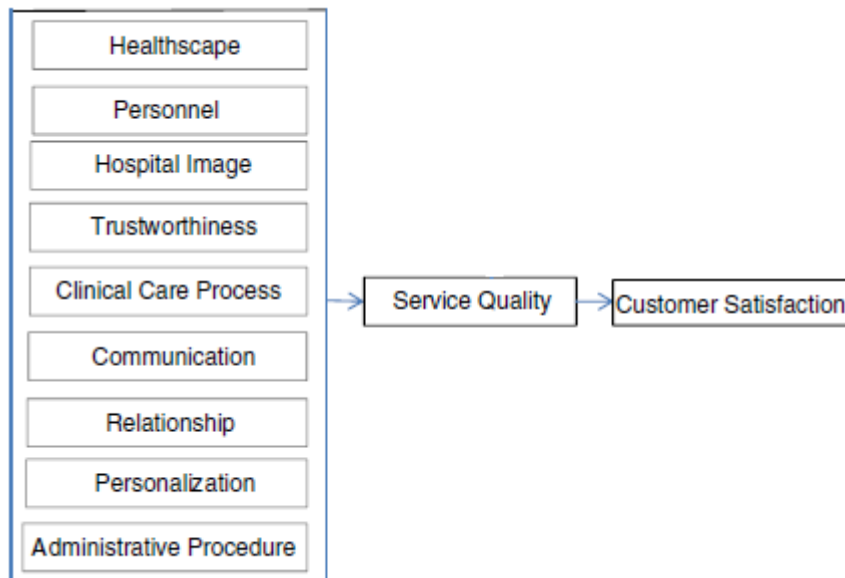 Healthscape
Personnel
Hospital Image
Trustworthiness
Clinical Care Process
Communication
Relationship
Personalization
Administrative Procedure
Service Quality
Customer Satisfaction